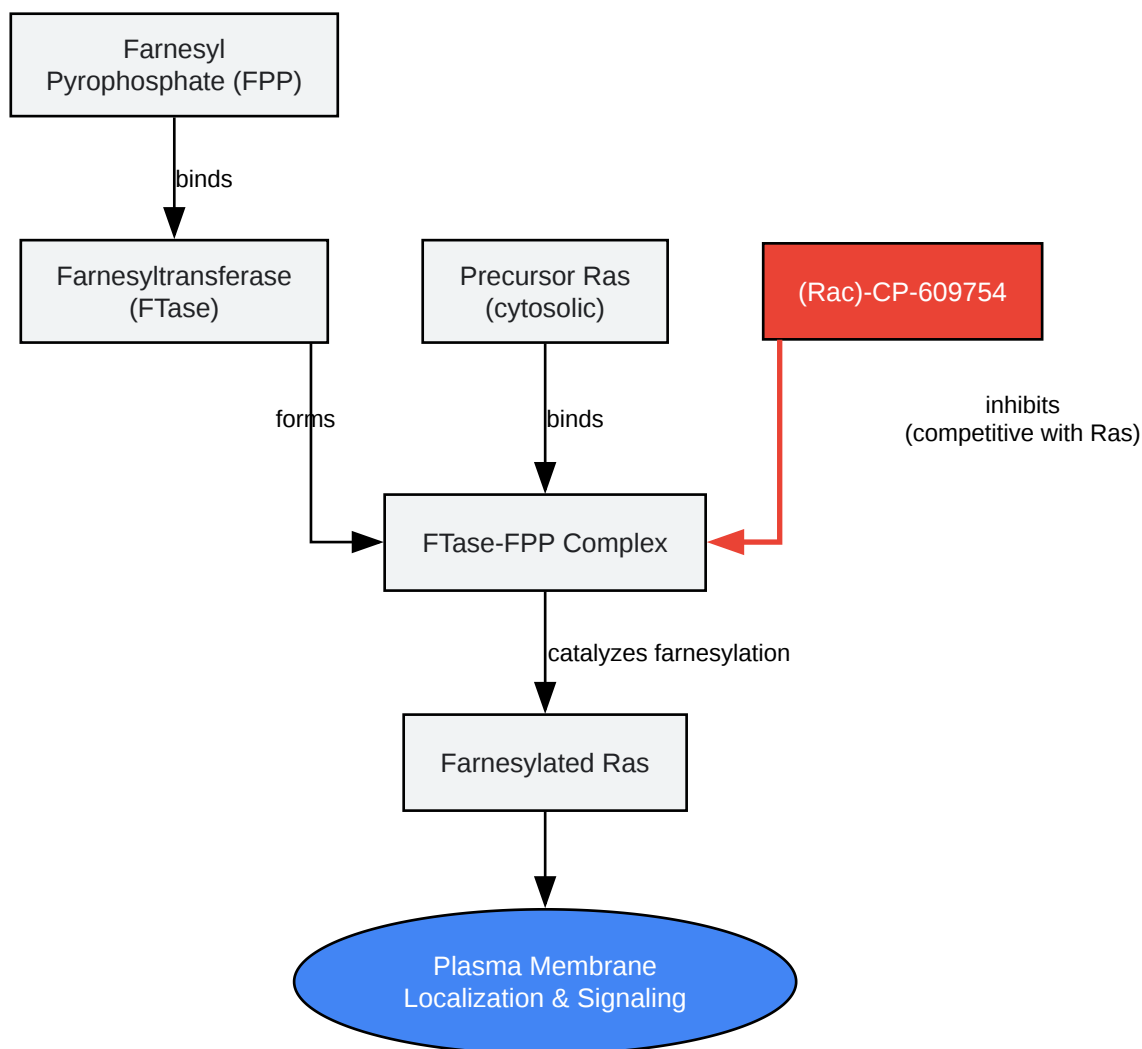 Farnesyl
Pyrophosphate (FPP)
binds
Farnesyltransferase
(FTase)
Precursor Ras
(cytosolic)
(Rac)-CP-609754
forms
binds
inhibits
(competitive with Ras)
FTase-FPP Complex
catalyzes farnesylation
Farnesylated Ras
Plasma Membrane
Localization & Signaling